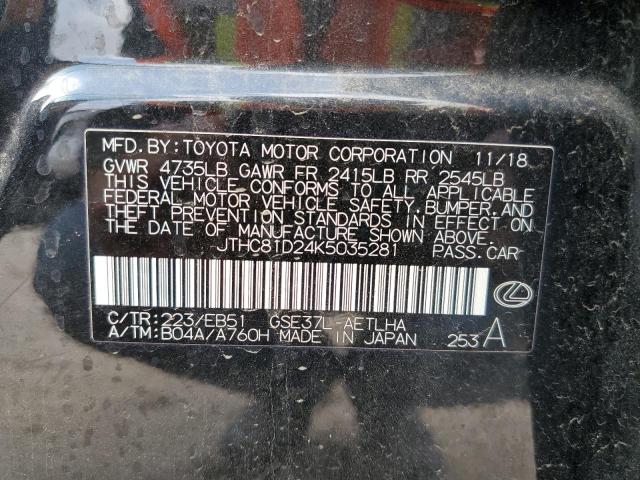 MFD. BY: TOYOTA MOTOR CORPORATION 11/18
GVWR 4735LB GAWR FR 2415LB RR 2545LB
THIS VEHICLE CONFORMS TO ALL APPLICABLE
FEDERAL MOTOR VEHICLE SAFETY, BUMPER, AND
THEFT PREVENTION STANDARDS IN EFFECT ON
THE DATE OF MANUFACTURE SHOWN ABOVE.
JTHC81D24K5035281 PASS. CAR
C/TR: 223/EB51 GSE37L-AETLHA
A/TM: B04A/A760H MADE IN JAPAN 253 A